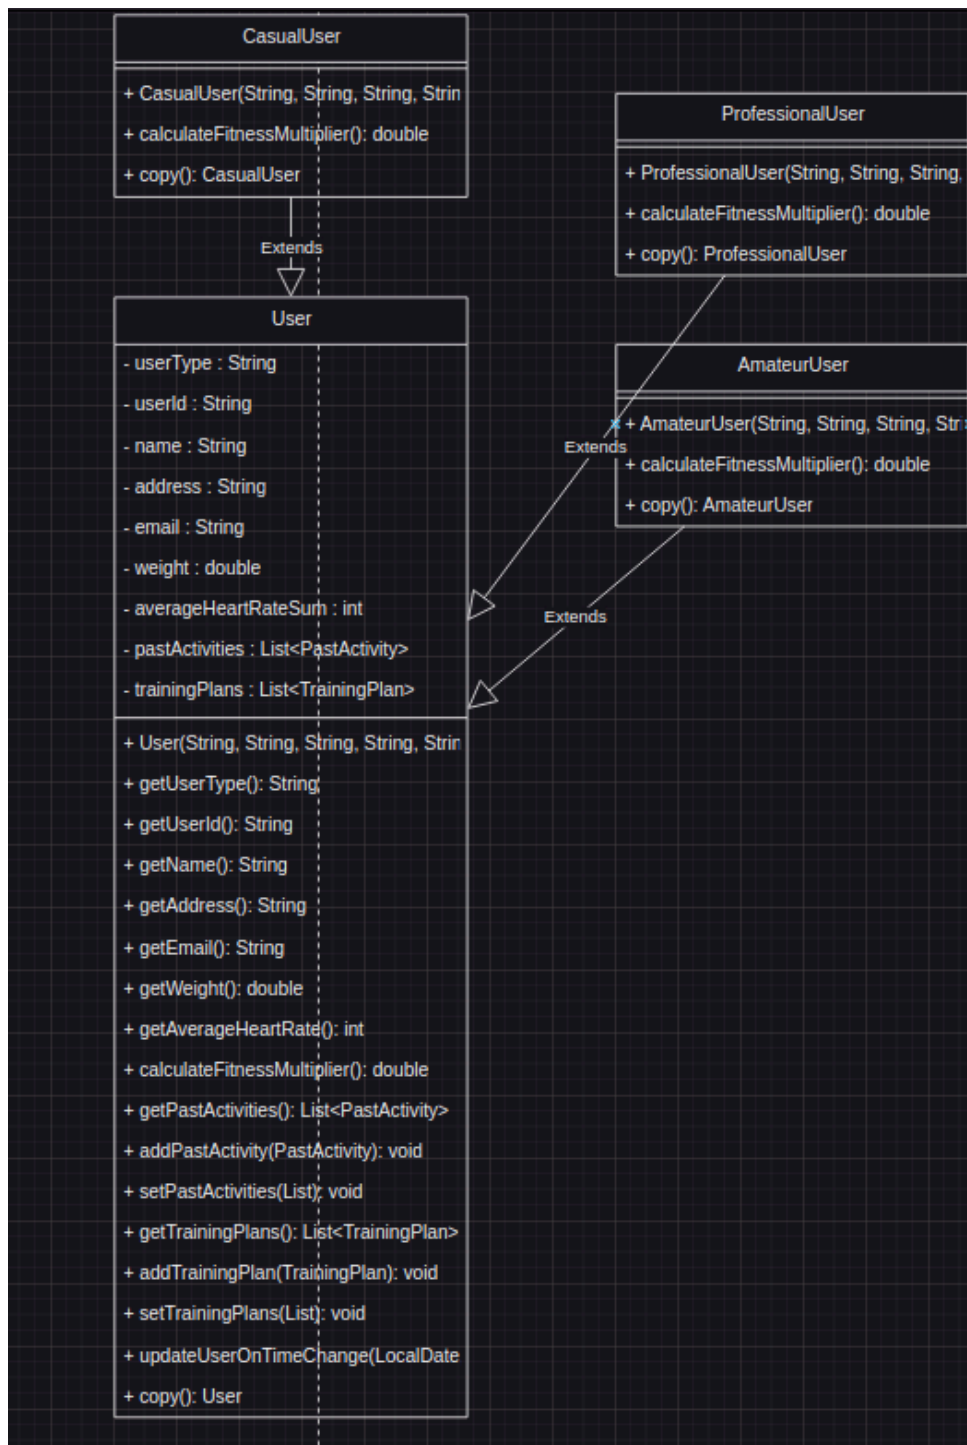 CasualUser
+ CasualUser(String, String, String, Strin
+ calculateFitnessMultiplier(): double
+ copy(): CasualUser
Extends
User
- userType : String
- userId : String
- name : String
- address : String
- email : String
- weight : double
- averageHeartRateSum : int
- pastActivities : List<PastActivity>
- trainingPlans : List<TrainingPlan>
+ User(String, String, String, String, Strin
+ getUserType(): String
+ getUserId(): String
+ getName(): String
+ getAddress(): String
+ getEmail(): String
+ getWeight(): double
+ getAverageHeartRate(): int
+ calculateFitnessMultiplier(): double
+ getPastActivities(): List<PastActivity>
+ addPastActivity(PastActivity): void
+ setPastActivities(List): void
+ getTrainingPlans(): List<TrainingPlan>
+ addTrainingPlan(TrainingPlan): void
+ setTrainingPlans(List): void
+ updateUserOnTimeChange(LocalDate
+ copy(): User
ProfessionalUser
+ ProfessionalUser(String, String, String,
+ calculateFitnessMultiplier(): double
+ copy(): ProfessionalUser
Extends
AmateurUser
+ AmateurUser(String, String, String, Stri
+ calculateFitnessMultiplier(): double
+ copy(): AmateurUser
Extends